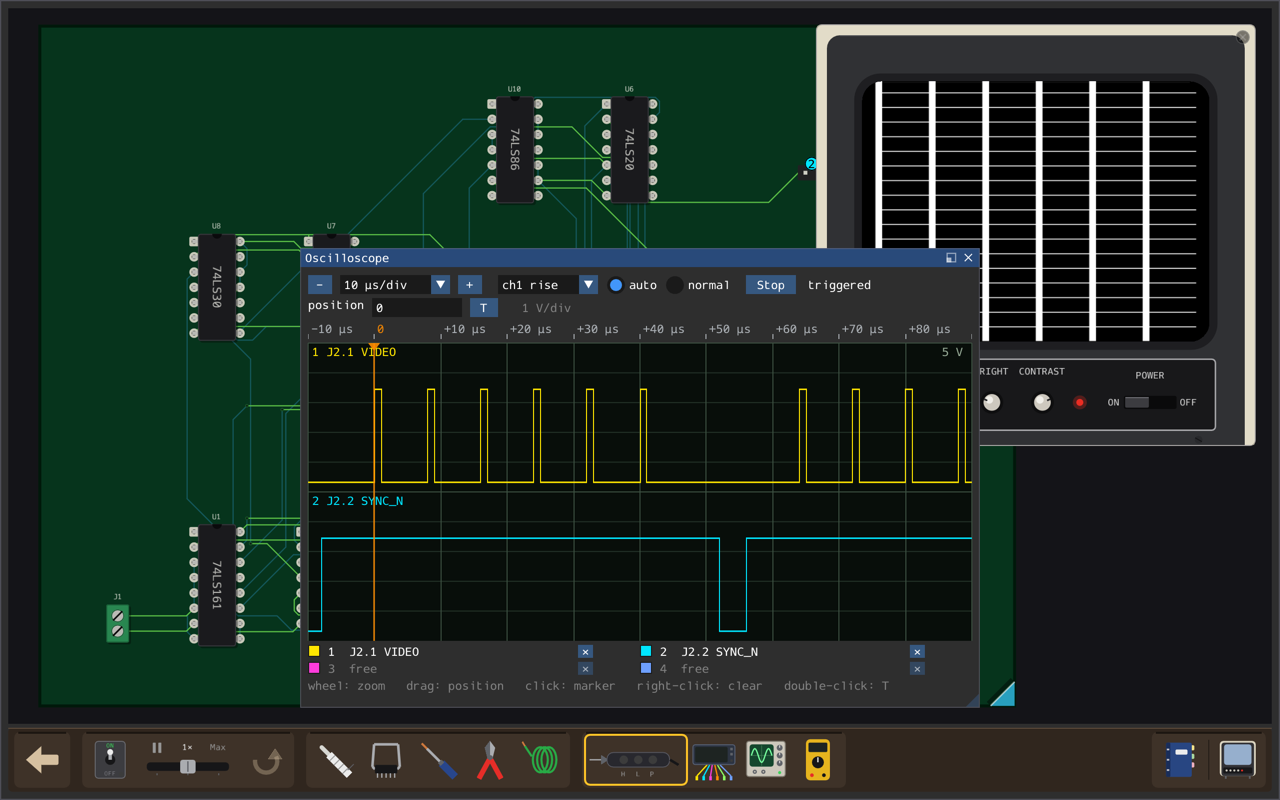 U10
U6
74LS86
74LS20
2
U8
U7
74LS30
Oscilloscope
−
10 µs/div
+
ch1 rise
auto
normal
Stop
triggered
position
0
T
1 V/div
−10 µs
0
+10 µs
+20 µs
+30 µs
+40 µs
+50 µs
+60 µs
+70 µs
+80 µs
1 J2.1 VIDEO
5 V
2 J2.2 SYNC_N
RIGHT
CONTRAST
POWER
ON
OFF
U1
74LS161
J1
1 J2.1 VIDEO
2 J2.2 SYNC_N
3 free
4 free
wheel: zoom
drag: position
click: marker
right-click: clear
double-click: T
ON
OFF
1×
Max
H L P